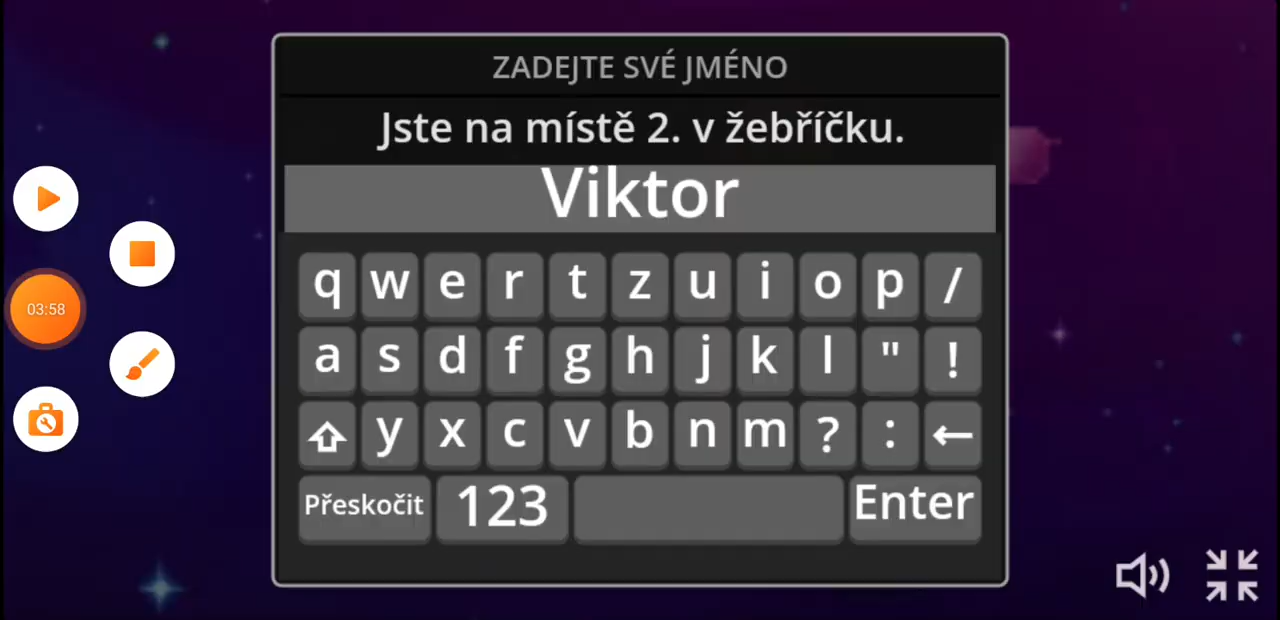 ZADEJTE SVÉ JMÉNO
Jste na místě 2. v žebříčku.
Viktor
q w e r t z u i o p /
03:58
a s d f g h j k l " !
y x c v b n m ? : ←
Přeskočit 123 Enter